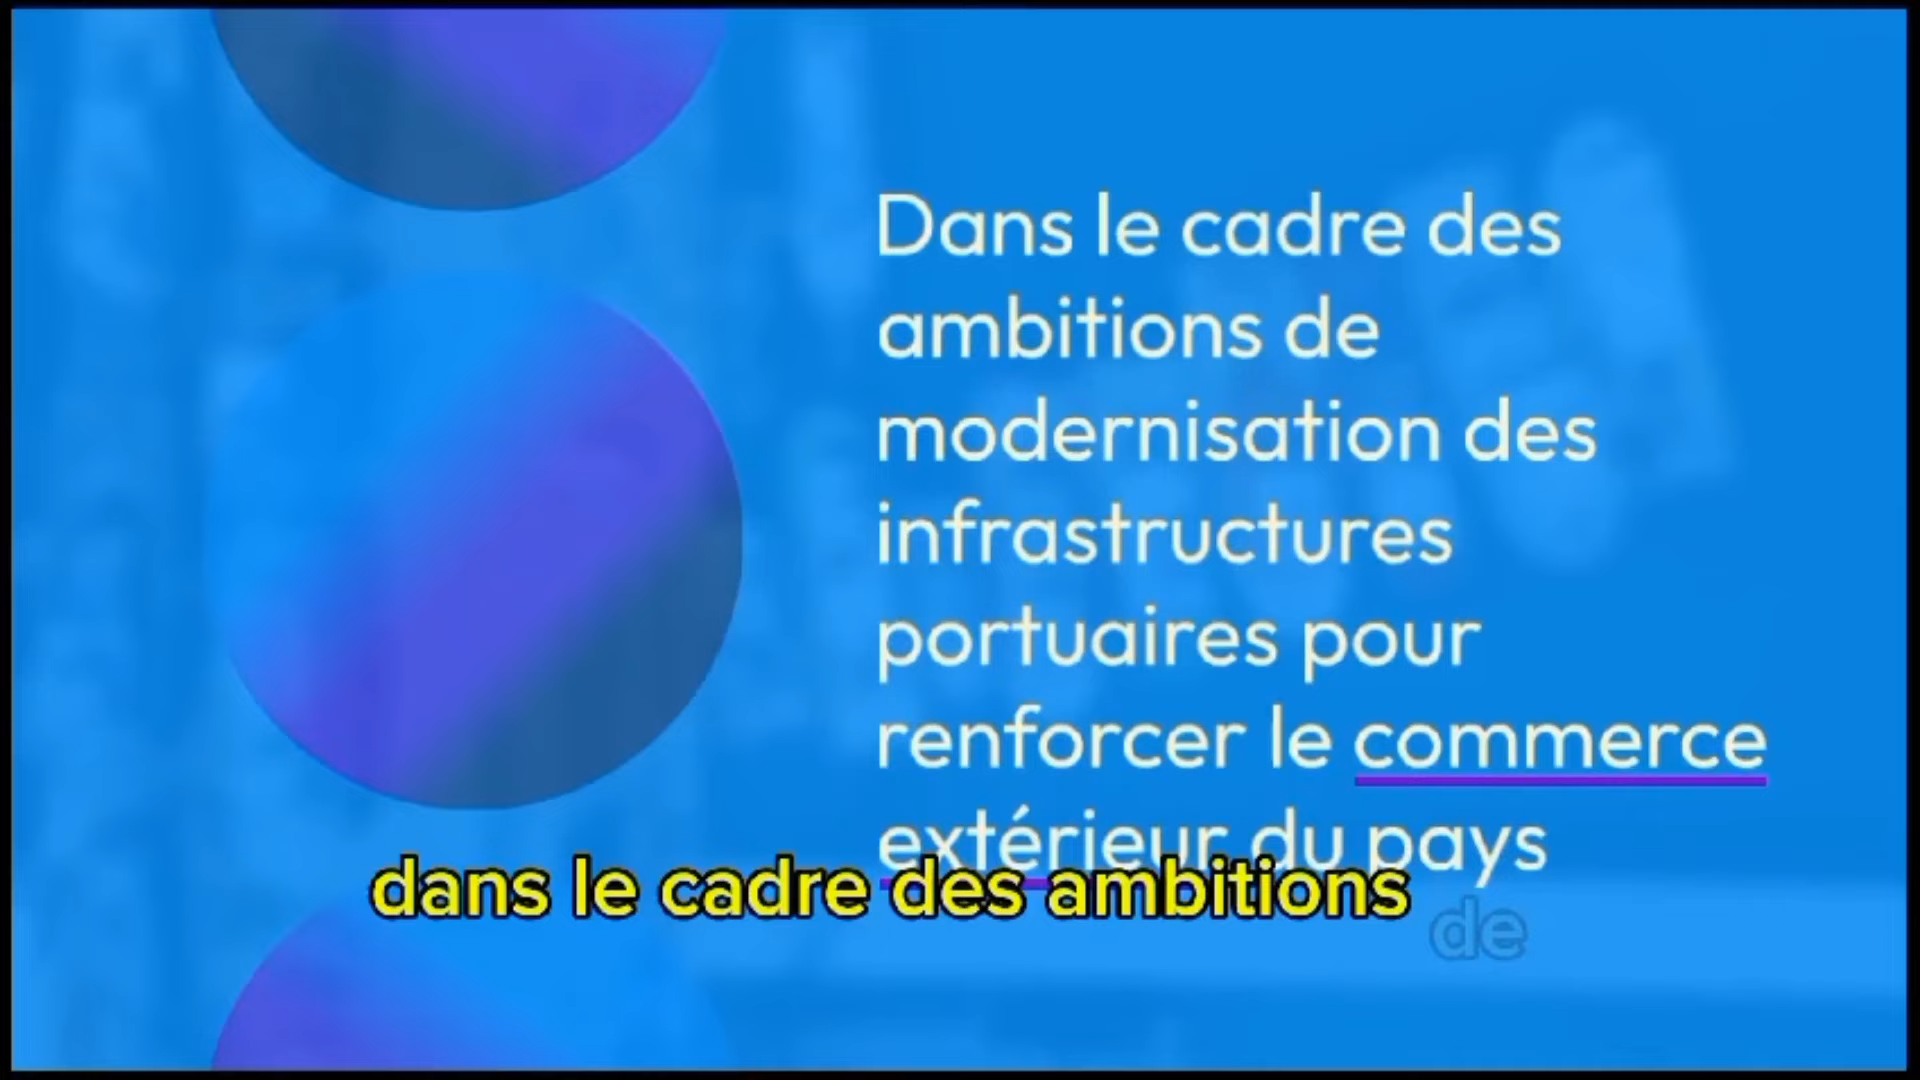 Dans le cadre des
ambitions de
modernisation des
infrastructures
portuaires pour
renforcer le commerce
extérieur du pays
dans le cadre des ambitions
de